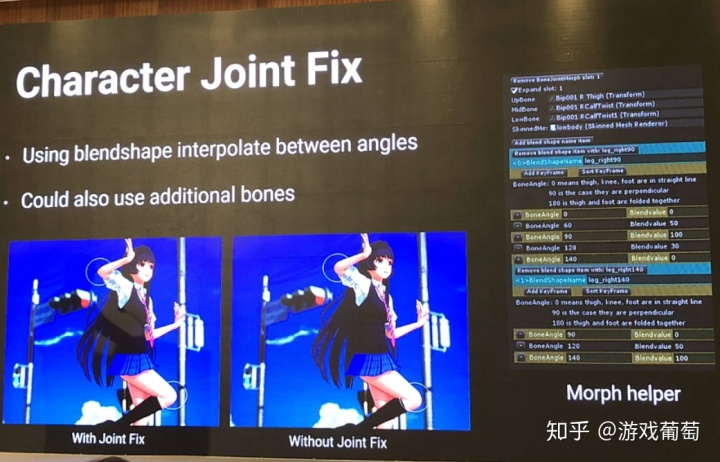 Character Joint Fix
• Using blendshape interpolate between angles
• Could also use additional bones
With Joint Fix
Without Joint Fix
Remove BoneJointMorph slot: 1
Expand slot: 1
UpBone Bip001 R Thigh (Transform)
MidBone Bip001 RCalfTwist (Transform)
LowBone Bip001 RCalfTwist1 (Transform)
SkinnedMe: lowbody (Skinned Mesh Renderer)
Add blend shape name item
Remove blend shape item with: leg_right90
<0>BlendShapeName leg_right90
Add KeyFrame Sort KeyFrame
BoneAngle: 0 means thigh, knee, foot are in straight line
90 is the case they are perpendicular
180 is thigh and foot are folded together
- BoneAngle 0 Blendvalue 0
- BoneAngle 60 Blendvalue 50
- BoneAngle 90 Blendvalue 100
- BoneAngle 120 Blendvalue 30
- BoneAngle 140 Blendvalue 0
Remove blend shape item with: leg_right140
<1>BlendShapeName leg_right140
Add KeyFrame Sort KeyFrame
BoneAngle: 0 means thigh, knee, foot are in straight line
90 is the case they are perpendicular
180 is thigh and foot are folded together
- BoneAngle 90 Blendvalue 0
- BoneAngle 120 Blendvalue 50
- BoneAngle 140 Blendvalue 100
Morph helper
知乎 @游戏葡萄